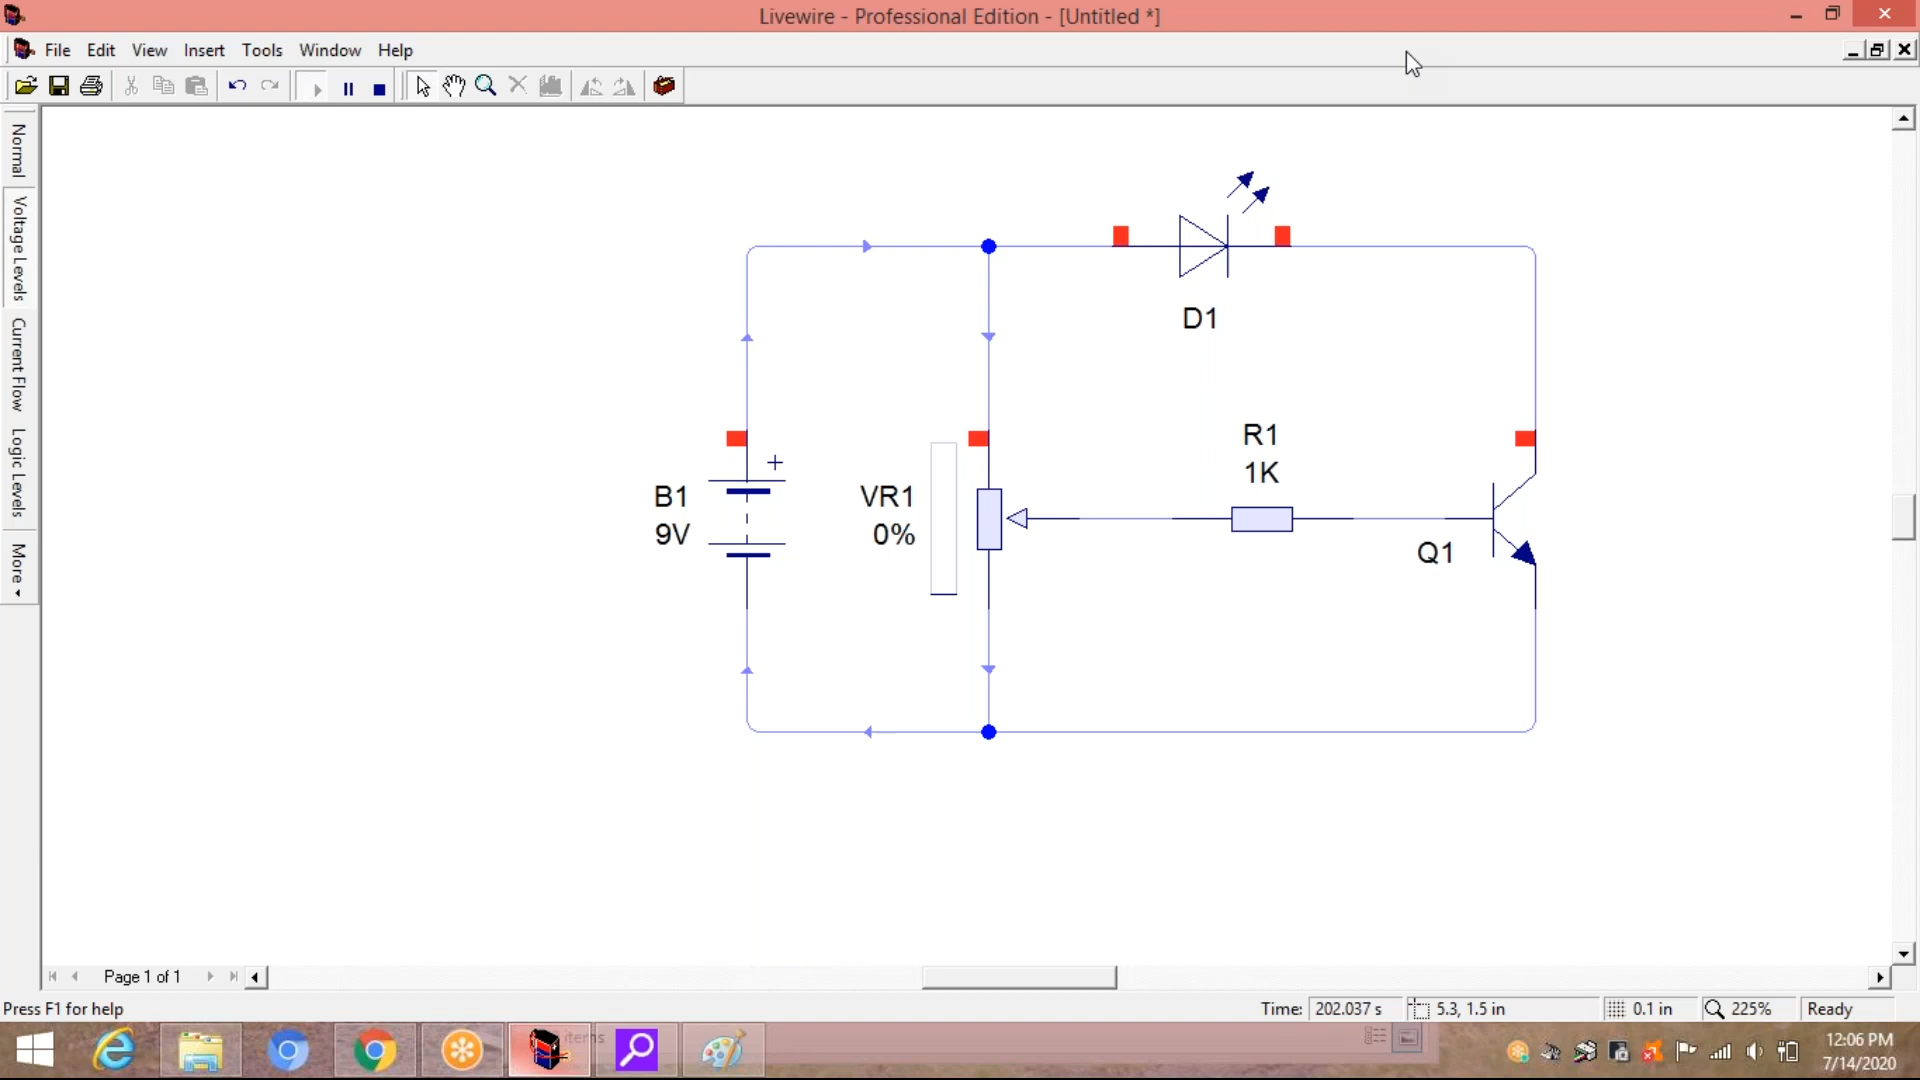 Livewire - Professional Edition - [Untitled *]
File Edit View Insert Tools Window Help
Normal
Voltage Levels
Current Flow
Logic Levels
More
D1
R1
1K
B1
9V
+
VR1
0%
Q1
Page 1 of 1
Press F1 for help
Time: 202.037 s
5.3, 1.5 in
0.1 in
225%
Ready
items
12:06 PM
7/14/2020